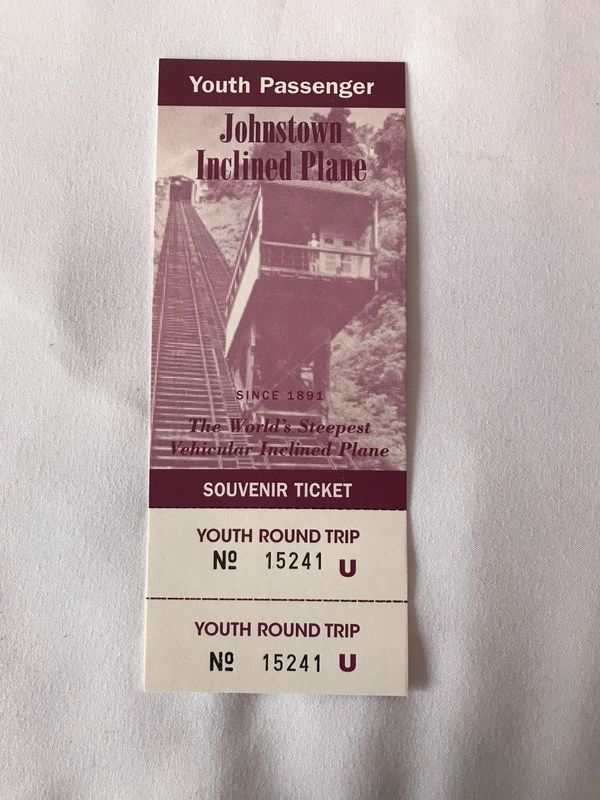 Youth Passenger
Johnstown
Inclined Plane
SINCE 1891
The World's Steepest
Vehicular Inclined Plane
SOUVENIR TICKET
YOUTH ROUND TRIP
Nº 15241 U
YOUTH ROUND TRIP
Nº 15241 U